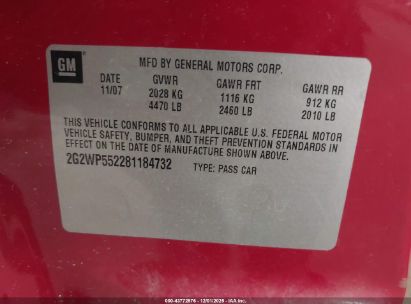 GM
MFD BY GENERAL MOTORS CORP.
DATE GVWR GAWR FRT GAWR RR
11/07 2028 KG 1116 KG 912 KG
4470 LB 2460 LB 2010 LB
THIS VEHICLE CONFORMS TO ALL APPLICABLE U.S. FEDERAL MOTOR
VEHICLE SAFETY, BUMPER, AND THEFT PREVENTION STANDARDS IN
EFFECT ON THE DATE OF MANUFACTURE SHOWN ABOVE.
2G2WP552281184732 TYPE: PASS CAR